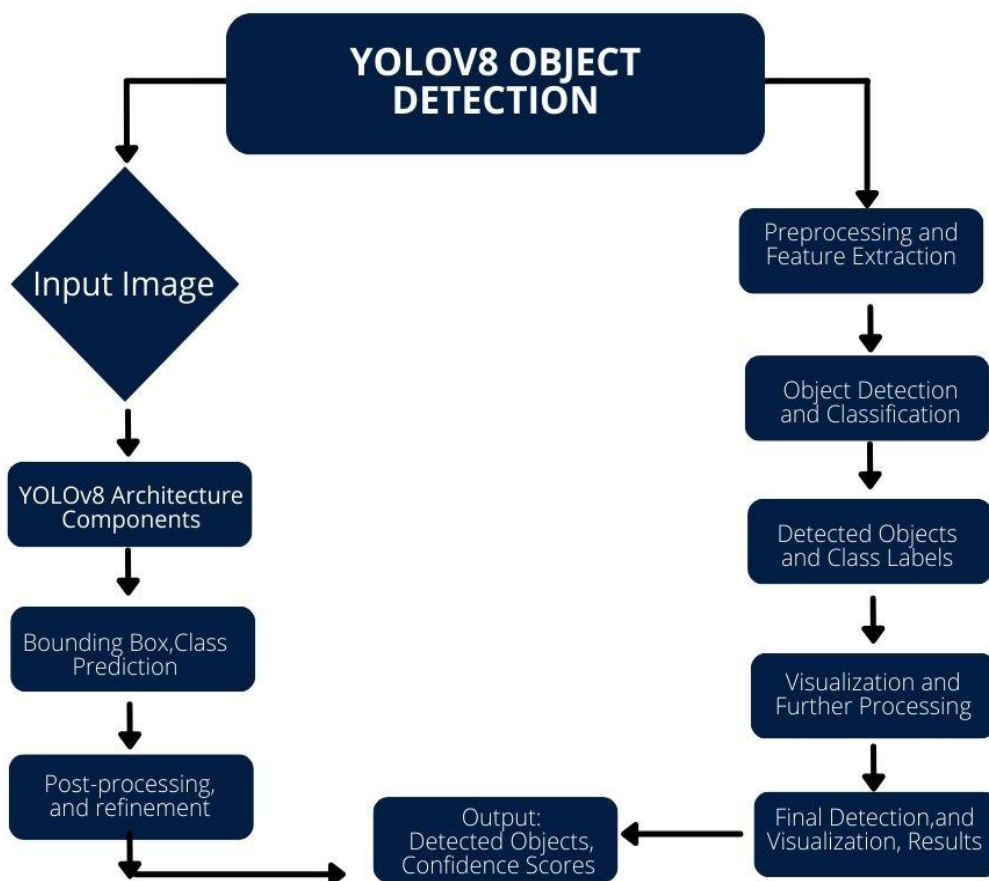 YOLOV8 OBJECT
DETECTION
Input Image
YOLOv8 Architecture
Components
Bounding Box,Class
Prediction
Post-processing,
and refinement
Preprocessing and
Feature Extraction
Object Detection
and Classification
Detected Objects
and Class Labels
Visualization and
Further Processing
Final Detection,and
Visualization, Results
Output:
Detected Objects,
Confidence Scores